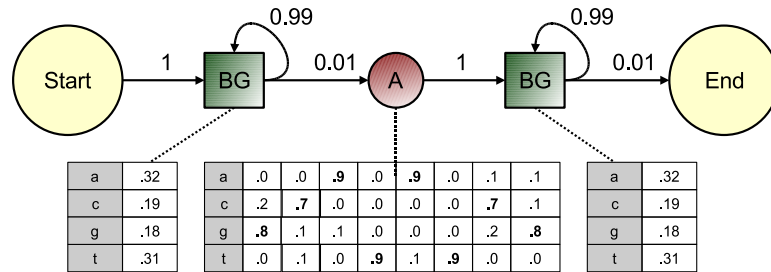 0.99 0.99
Start 1 BG 0.01 A 1 BG 0.01 End
a .32 a .0 .0 .9 .0 .9 .0 .1 .1 a .32
c .19 c .2 .7 .0 .0 .0 .0 .7 .1 c .19
g .18 g .8 .1 .1 .0 .0 .0 .2 .8 g .18
t .31 t .0 .1 .0 .9 .1 .9 .0 .0 t .31